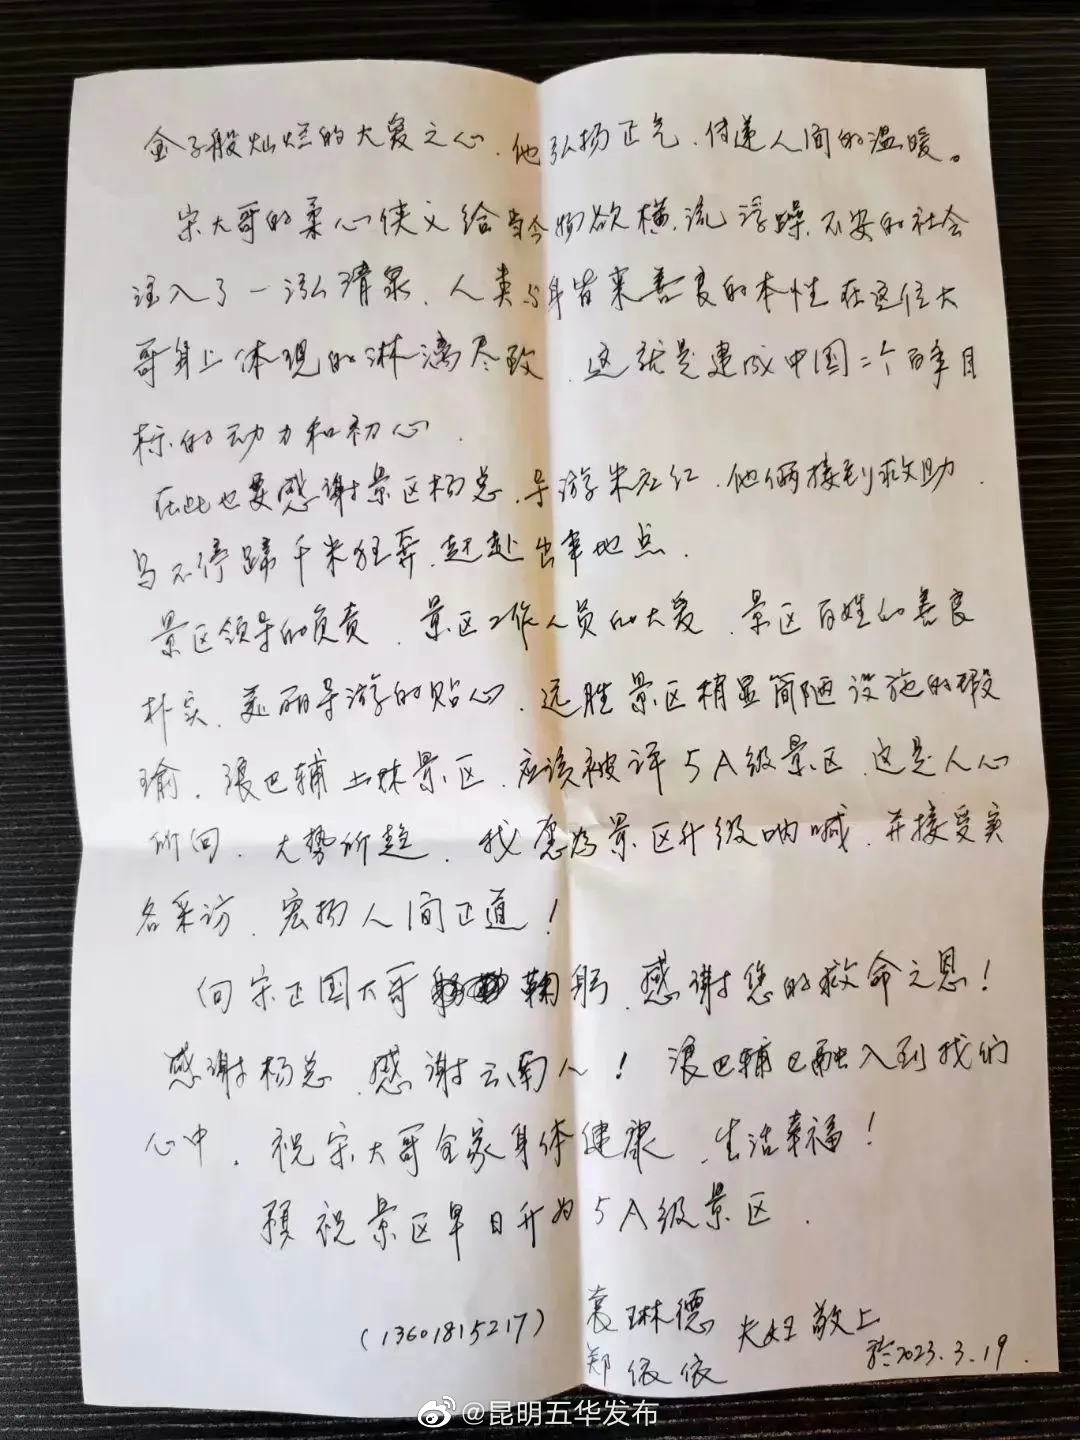 金子般灿烂的大爱之心.他弘扬正气.传递人间的温暖。
宋大哥的柔心侠义给当今物欲横流浮躁不安的社会
注入了一泓清泉.人类与身皆来善良的本性在这位大
哥身上体现的淋漓尽致.这就是建成中国二个百年目
标的动力和初心.
在此也要感谢景区杨总.导游朱红红.他俩接到救助.
马不停蹄千米狂奔.赶赴出事地点.
景区领导的负责.景区工作人员的大爱.景区百姓的善良
朴实.美丽导游的贴心.远胜景区稍显简陋设施的瑕
瑜.浪巴铺土林景区.应该被评5A级景区.这是人心
所向.大势所趋.我愿为景区升级呐喊.并接受实
名采访.宏扬人间正道!
向宋正国大哥鞠躬.感谢您的救命之恩!
感谢杨总.感谢云南人!浪巴铺已融入到我们
心中.祝宋大哥全家身体健康.生活幸福!
预祝景区早日升为5A级景区.
(13601815217) 袁琳德 夫妇敬上
郑依依 于2023.3.19.
@昆明五华发布